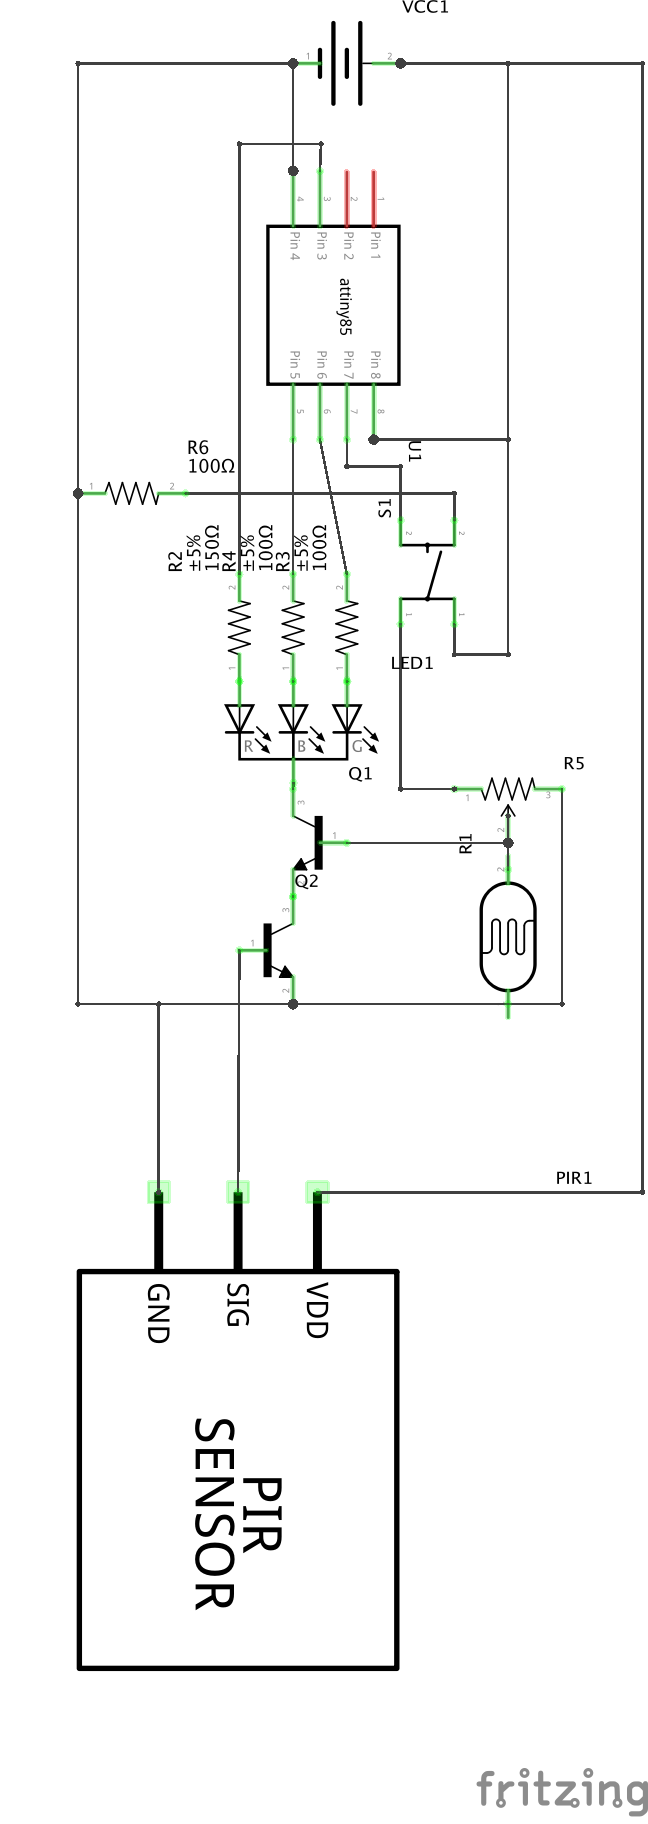 VCC1
1
2
4
3
2
1
Pin 4
Pin 3
Pin 2
Pin 1
attiny85
Pin 5
Pin 6
Pin 7
Pin 8
5
6
7
8
U1
R6
100Ω
1
2
S1
2
2
R2
±5%
150Ω
R4
±5%
100Ω
R3
±5%
100Ω
2
2
2
1
1
1
1
1
LED1
R
B
G
Q1
R5
1
3
2
3
1
R1
2
Q2
3
1
2
PIR1
GND
SIG
VDD
PIR
SENSOR
fritzing